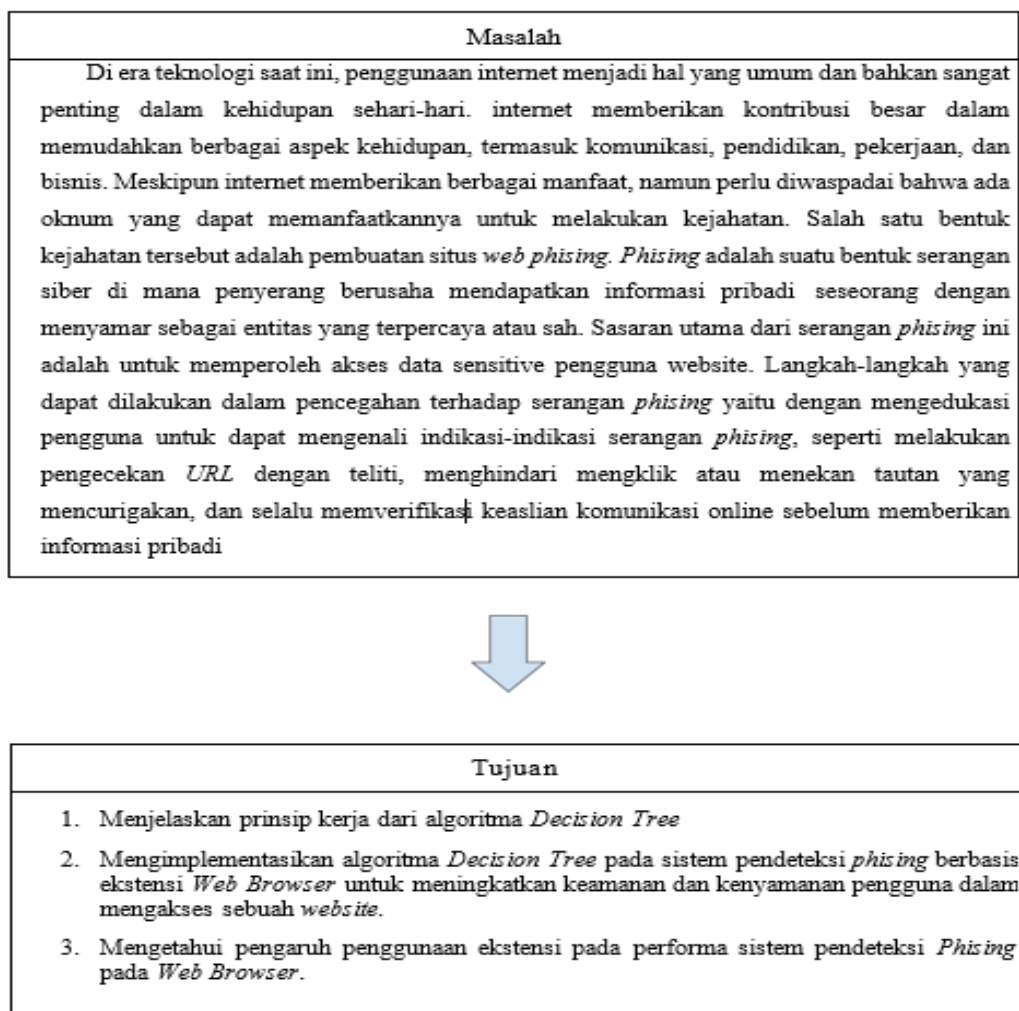 Masalah
Di era teknologi saat ini, penggunaan internet menjadi hal yang umum dan bahkan sangat
penting dalam kehidupan sehari-hari. internet memberikan kontribusi besar dalam
memudahkan berbagai aspek kehidupan, termasuk komunikasi, pendidikan, pekerjaan, dan
bisnis. Meskipun internet memberikan berbagai manfaat, namun perlu diwaspadai bahwa ada
oknum yang dapat memanfaatkannya untuk melakukan kejahatan. Salah satu bentuk
kejahatan tersebut adalah pembuatan situs web phising. Phising adalah suatu bentuk serangan
siber di mana penyerang berusaha mendapatkan informasi pribadi seseorang dengan
menyamar sebagai entitas yang terpercaya atau sah. Sasaran utama dari serangan phising ini
adalah untuk memperoleh akses data sensitive pengguna website. Langkah-langkah yang
dapat dilakukan dalam pencegahan terhadap serangan phising yaitu dengan mengedukasi
pengguna untuk dapat mengenali indikasi-indikasi serangan phising, seperti melakukan
pengecekan URL dengan teliti, menghindari mengklik atau menekan tautan yang
mencurigakan, dan selalu memverifikasi keaslian komunikasi online sebelum memberikan
informasi pribadi
Tujuan
1. Menjelaskan prinsip kerja dari algoritma Decision Tree
2. Mengimplementasikan algoritma Decision Tree pada sistem pendeteksi phising berbasis
ekstensi Web Browser untuk meningkatkan keamanan dan kenyamanan pengguna dalam
mengakses sebuah website.
3. Mengetahui pengaruh penggunaan ekstensi pada performa sistem pendeteksi Phising
pada Web Browser.